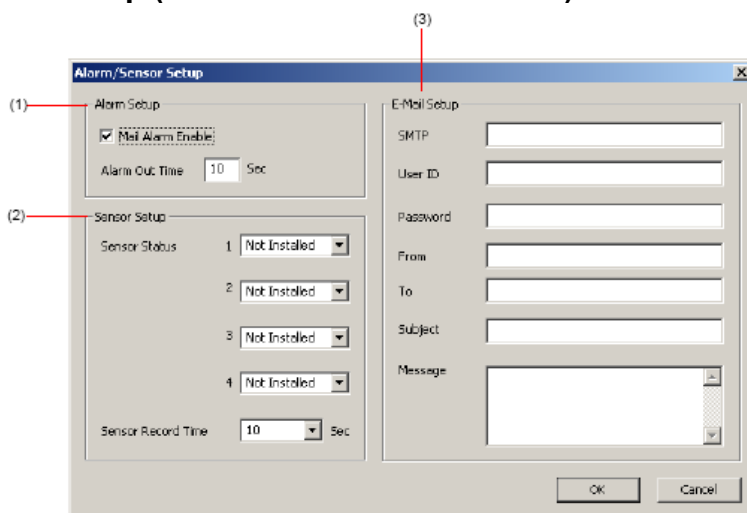 (3)
Alarm/Sensor Setup
(1)
Alarm Setup
Mail Alarm Enable
Alarm Out Time 10 Sec
(2)
Sensor Setup
Sensor Status 1 Not Installed
2 Not Installed
3 Not Installed
4 Not Installed
Sensor Record Time 10 Sec
E-Mail Setup
SMTP
User ID
Password
From
To
Subject
Message
OK Cancel